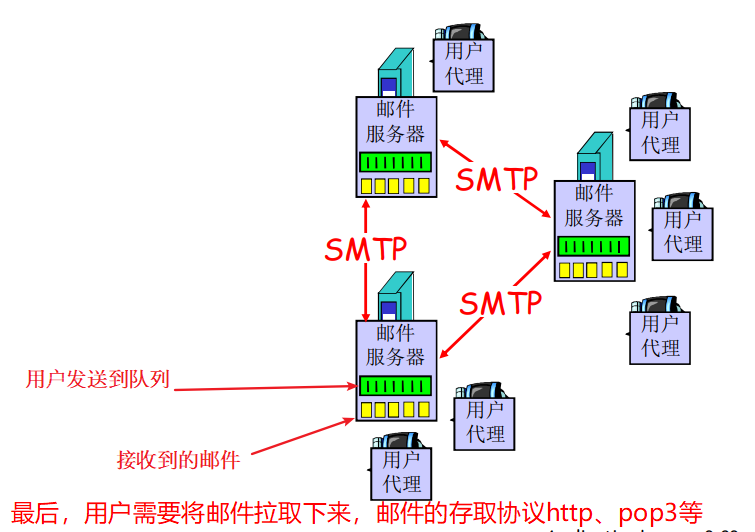 用户
代理
邮件
服务器
用户
代理
SMTP
邮件
服务器
用户
代理
SMTP
SMTP
用户
代理
邮件
服务器
用户发送到队列
用户
代理
接收到的邮件
用户
代理
最后，用户需要将邮件拉取下来，邮件的存取协议http、pop3等